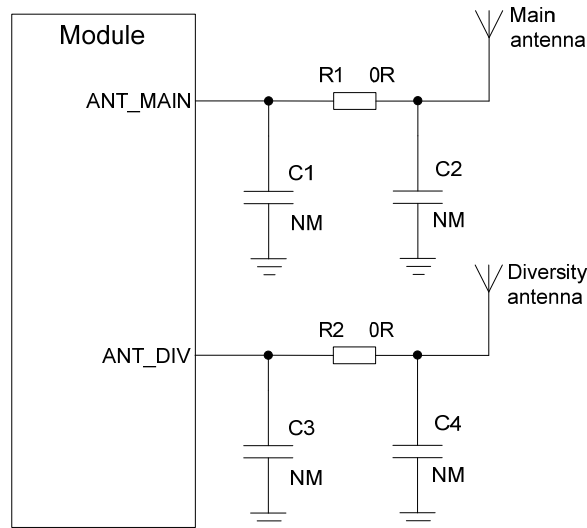 Module
Main
antenna
R1 0R
ANT_MAIN
C1
C2
NM
NM
Diversity
antenna
R2 0R
ANT_DIV
C3
C4
NM
NM